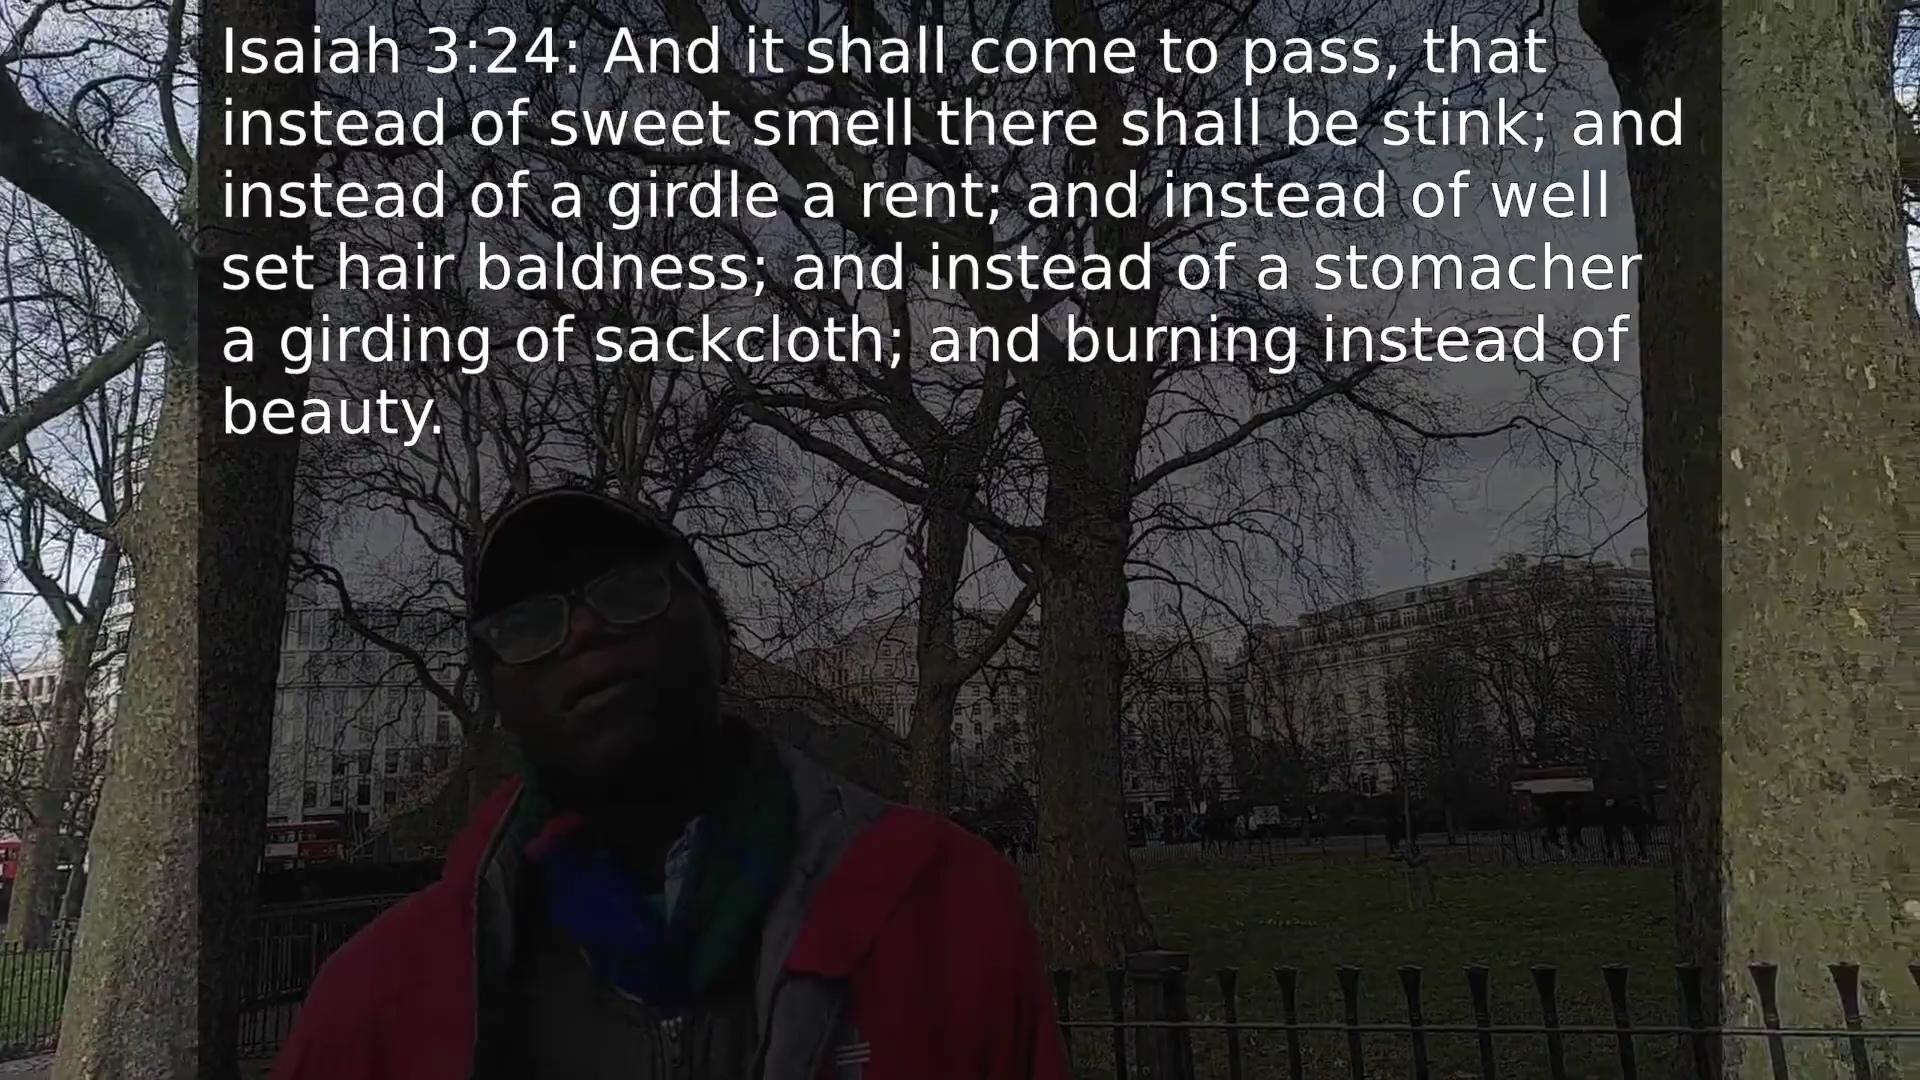 Isaiah 3:24: And it shall come to pass, that
instead of sweet smell there shall be stink; and
instead of a girdle a rent; and instead of well
set hair baldness; and instead of a stomacher
a girding of sackcloth; and burning instead of
beauty.